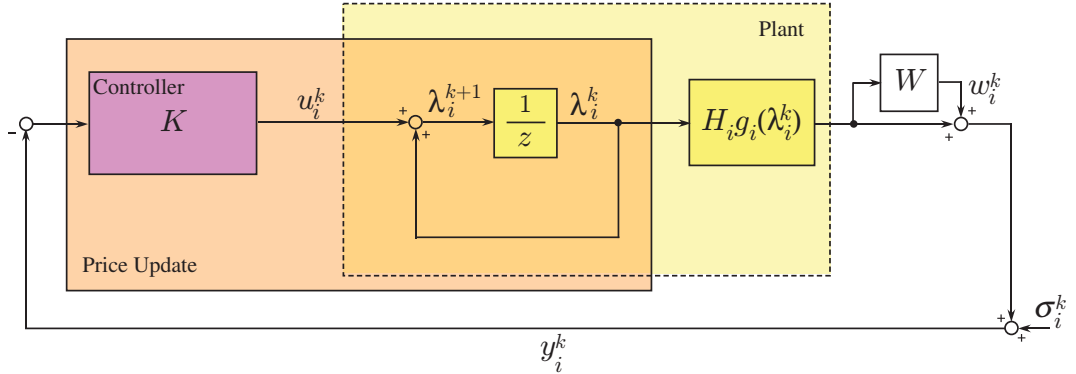 Plant
Controller
K
u_i^k
+
+
λ_i^{k+1}
1
z
λ_i^k
H_i g_i(λ_i^k)
W
w_i^k
+
+
-
Price Update
y_i^k
+
+
σ_i^k